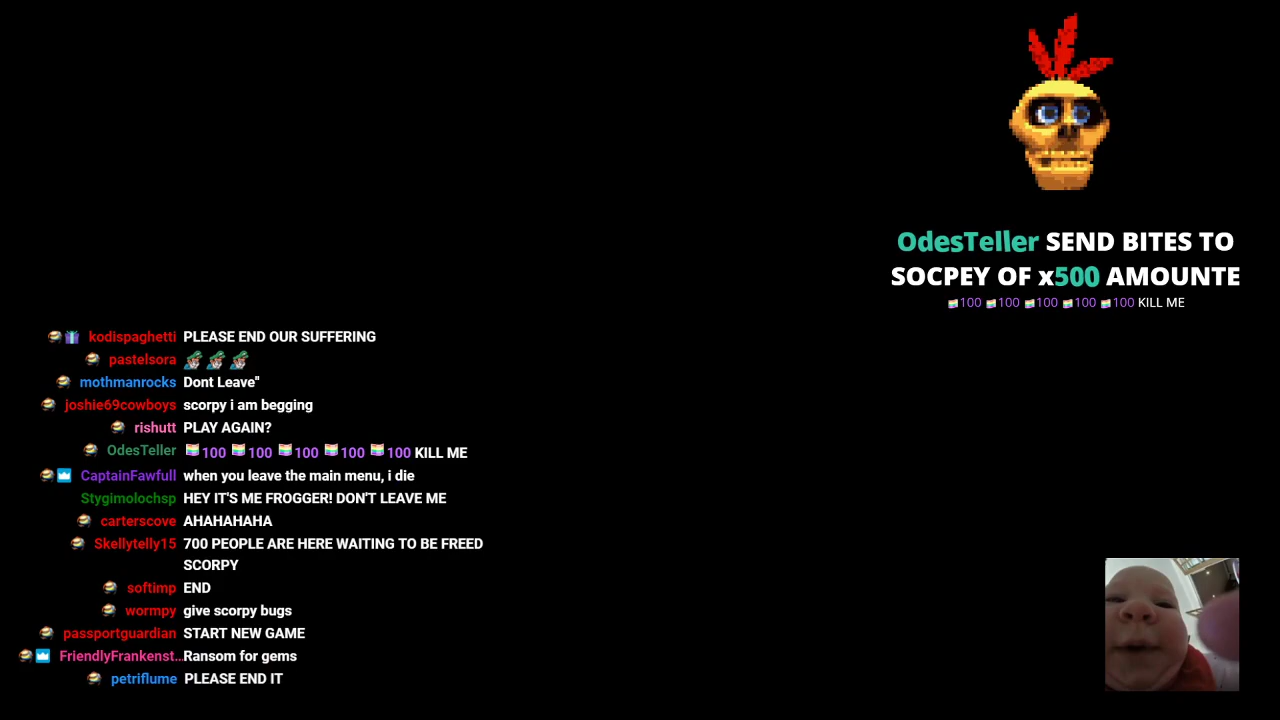 OdesTeller SEND BITES TO
SOCPEY OF x500 AMOUNTE
100 100 100 100 100 KILL ME
kodispaghetti PLEASE END OUR SUFFERING
pastelsora
mothmanrocks Dont Leave"
joshie69cowboys scorpy i am begging
rishutt PLAY AGAIN?
OdesTeller 100 100 100 100 100 KILL ME
CaptainFawfull when you leave the main menu, i die
Stygimolochsp HEY IT'S ME FROGGER! DON'T LEAVE ME
carterscove AHAHAHAHA
Skellytelly15 700 PEOPLE ARE HERE WAITING TO BE FREED
SCORPY
softimp END
wormpy give scorpy bugs
passportguardian START NEW GAME
FriendlyFrankenst... Ransom for gems
petriflume PLEASE END IT